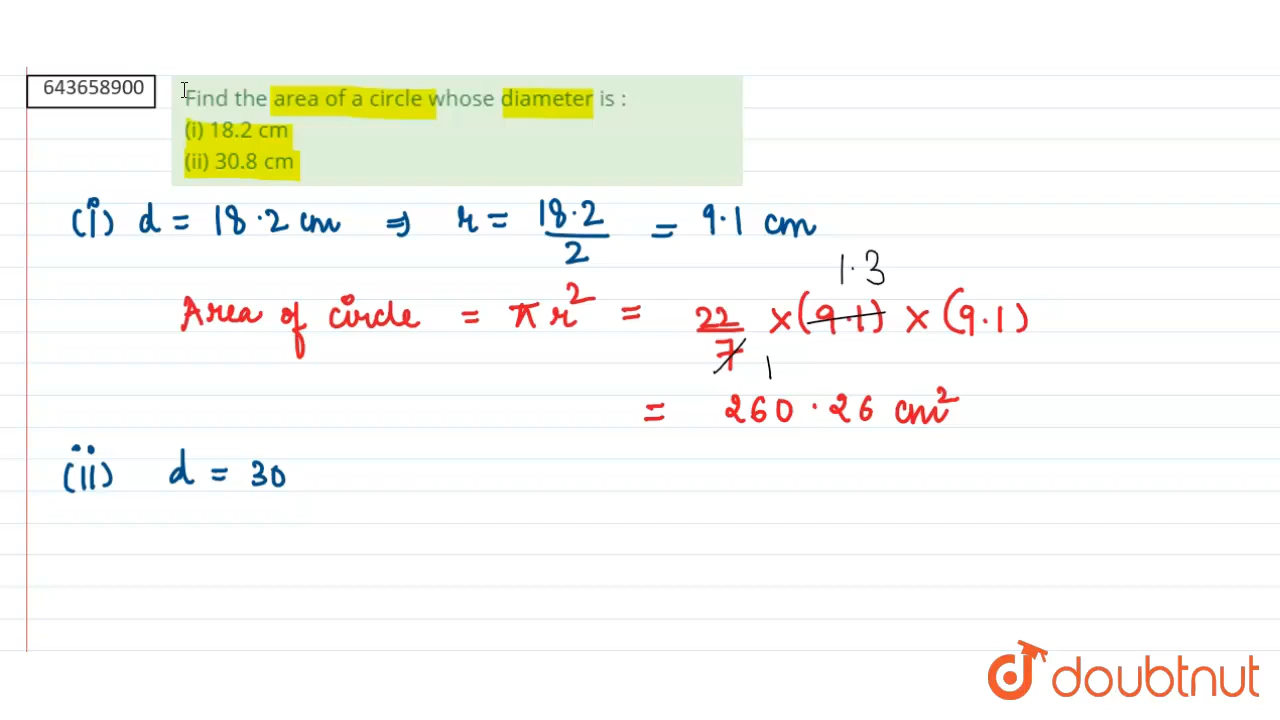 643658900
Find the area of a circle whose diameter is :
(i) 18.2 cm
(ii) 30.8 cm
(i) d = 18.2 cm ⇒ r = 18.2/2 = 9.1 cm
1.3
Area of circle = πr² = 22/7 × (9.1) × (9.1)
1
= 260.26 cm²
(ii) d = 30
doubtnut